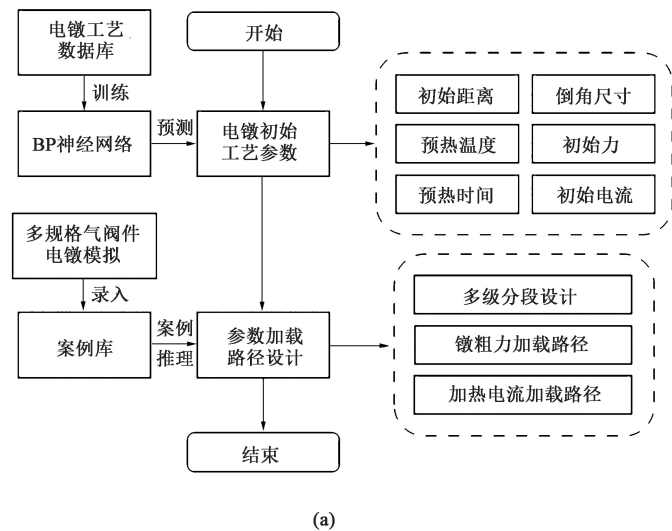 电镦工艺
数据库
开始
训练
初始距离
倒角尺寸
BP神经网络
预测
电镦初始
工艺参数
预热温度
初始力
预热时间
初始电流
多规格气阀件
电镦模拟
录入
多级分段设计
案例库
案例
推理
参数加载
路径设计
镦粗力加载路径
加热电流加载路径
结束
(a)